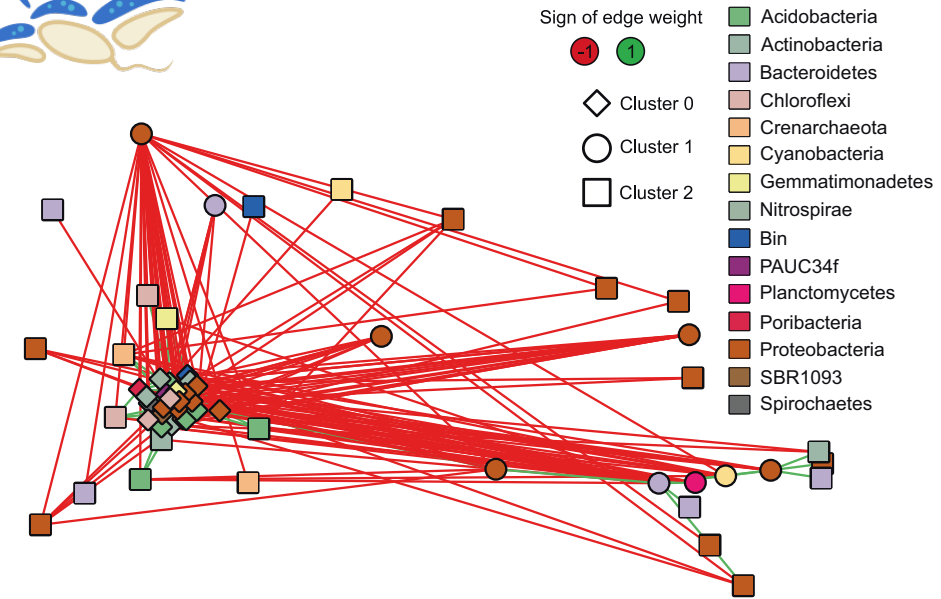 Sign of edge weight
-1 1
Cluster 0
Cluster 1
Cluster 2
Acidobacteria
Actinobacteria
Bacteroidetes
Chloroflexi
Crenarchaeota
Cyanobacteria
Gemmatimonadetes
Nitrospirae
Bin
PAUC34f
Planctomycetes
Poribacteria
Proteobacteria
SBR1093
Spirochaetes